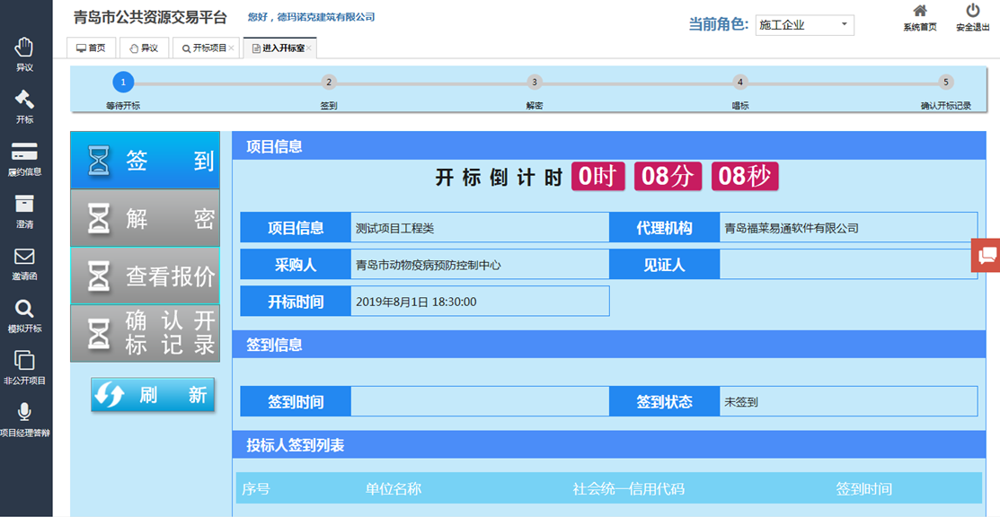 青岛市公共资源交易平台
您好，德玛诺克建筑有限公司
当前角色:
施工企业
系统首页
安全退出
首页
异议
开标项目
进入开标室
异议
开标
履约信息
澄清
邀请函
模拟开标
非公开项目
项目经理答辩
1
2
3
4
5
等待开标
签到
解密
唱标
确认开标记录
签 到
解 密
查看报价
确 认 开
标 记 录
刷 新
项目信息
开标倒计时 0时 08分 08秒
项目信息 测试项目工程类 代理机构 青岛福莱易通软件有限公司
采购人 青岛市动物疫病预防控制中心 见证人
开标时间 2019年8月1日 18:30:00
签到信息
签到时间 签到状态 未签到
投标人签到列表
序号 单位名称 社会统一信用代码 签到时间